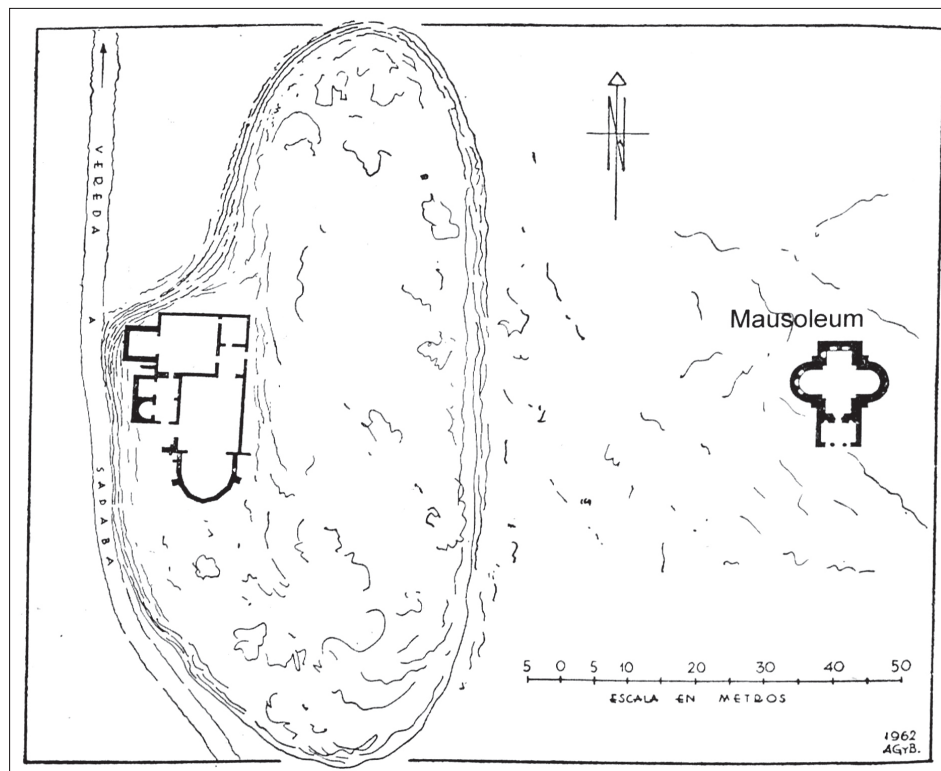 VEREDA A SADABA
N
Mausoleum
5 0 5 10 20 30 40 50
ESCALA EN METROS
1962
AGyB.